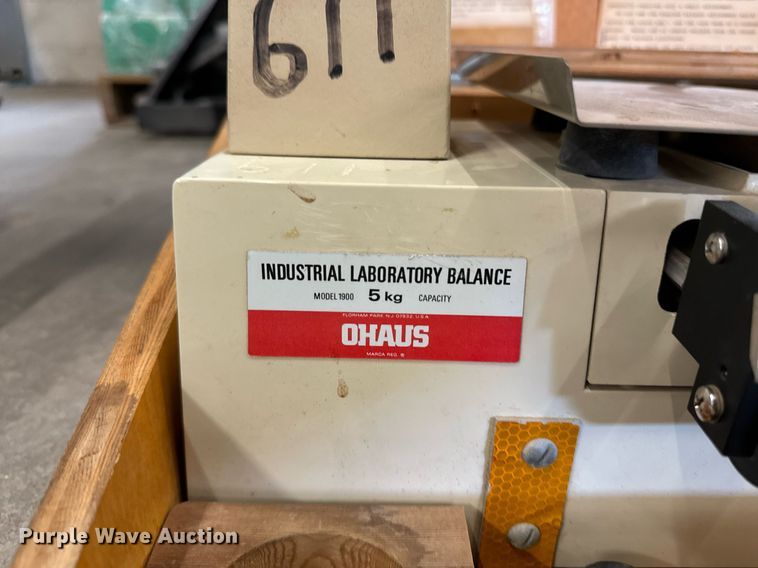 611
INDUSTRIAL LABORATORY BALANCE
MODEL 1900 5 kg CAPACITY
FLORHAM PARK N.J. 07932, U.S.A.
OHAUS
MARCA REG. ®
Purple Wave Auction